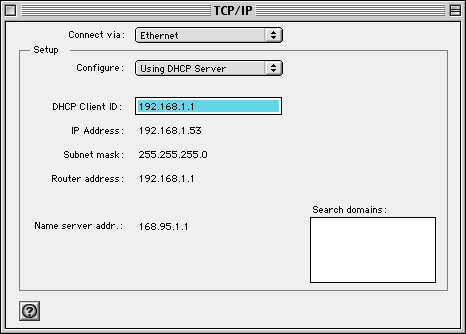 TCP/IP
Connect via: Ethernet
Setup
Configure: Using DHCP Server
DHCP Client ID: 192.168.1.1
IP Address: 192.168.1.53
Subnet mask: 255.255.255.0
Router address: 192.168.1.1
Search domains:
Name server addr.: 168.95.1.1
?